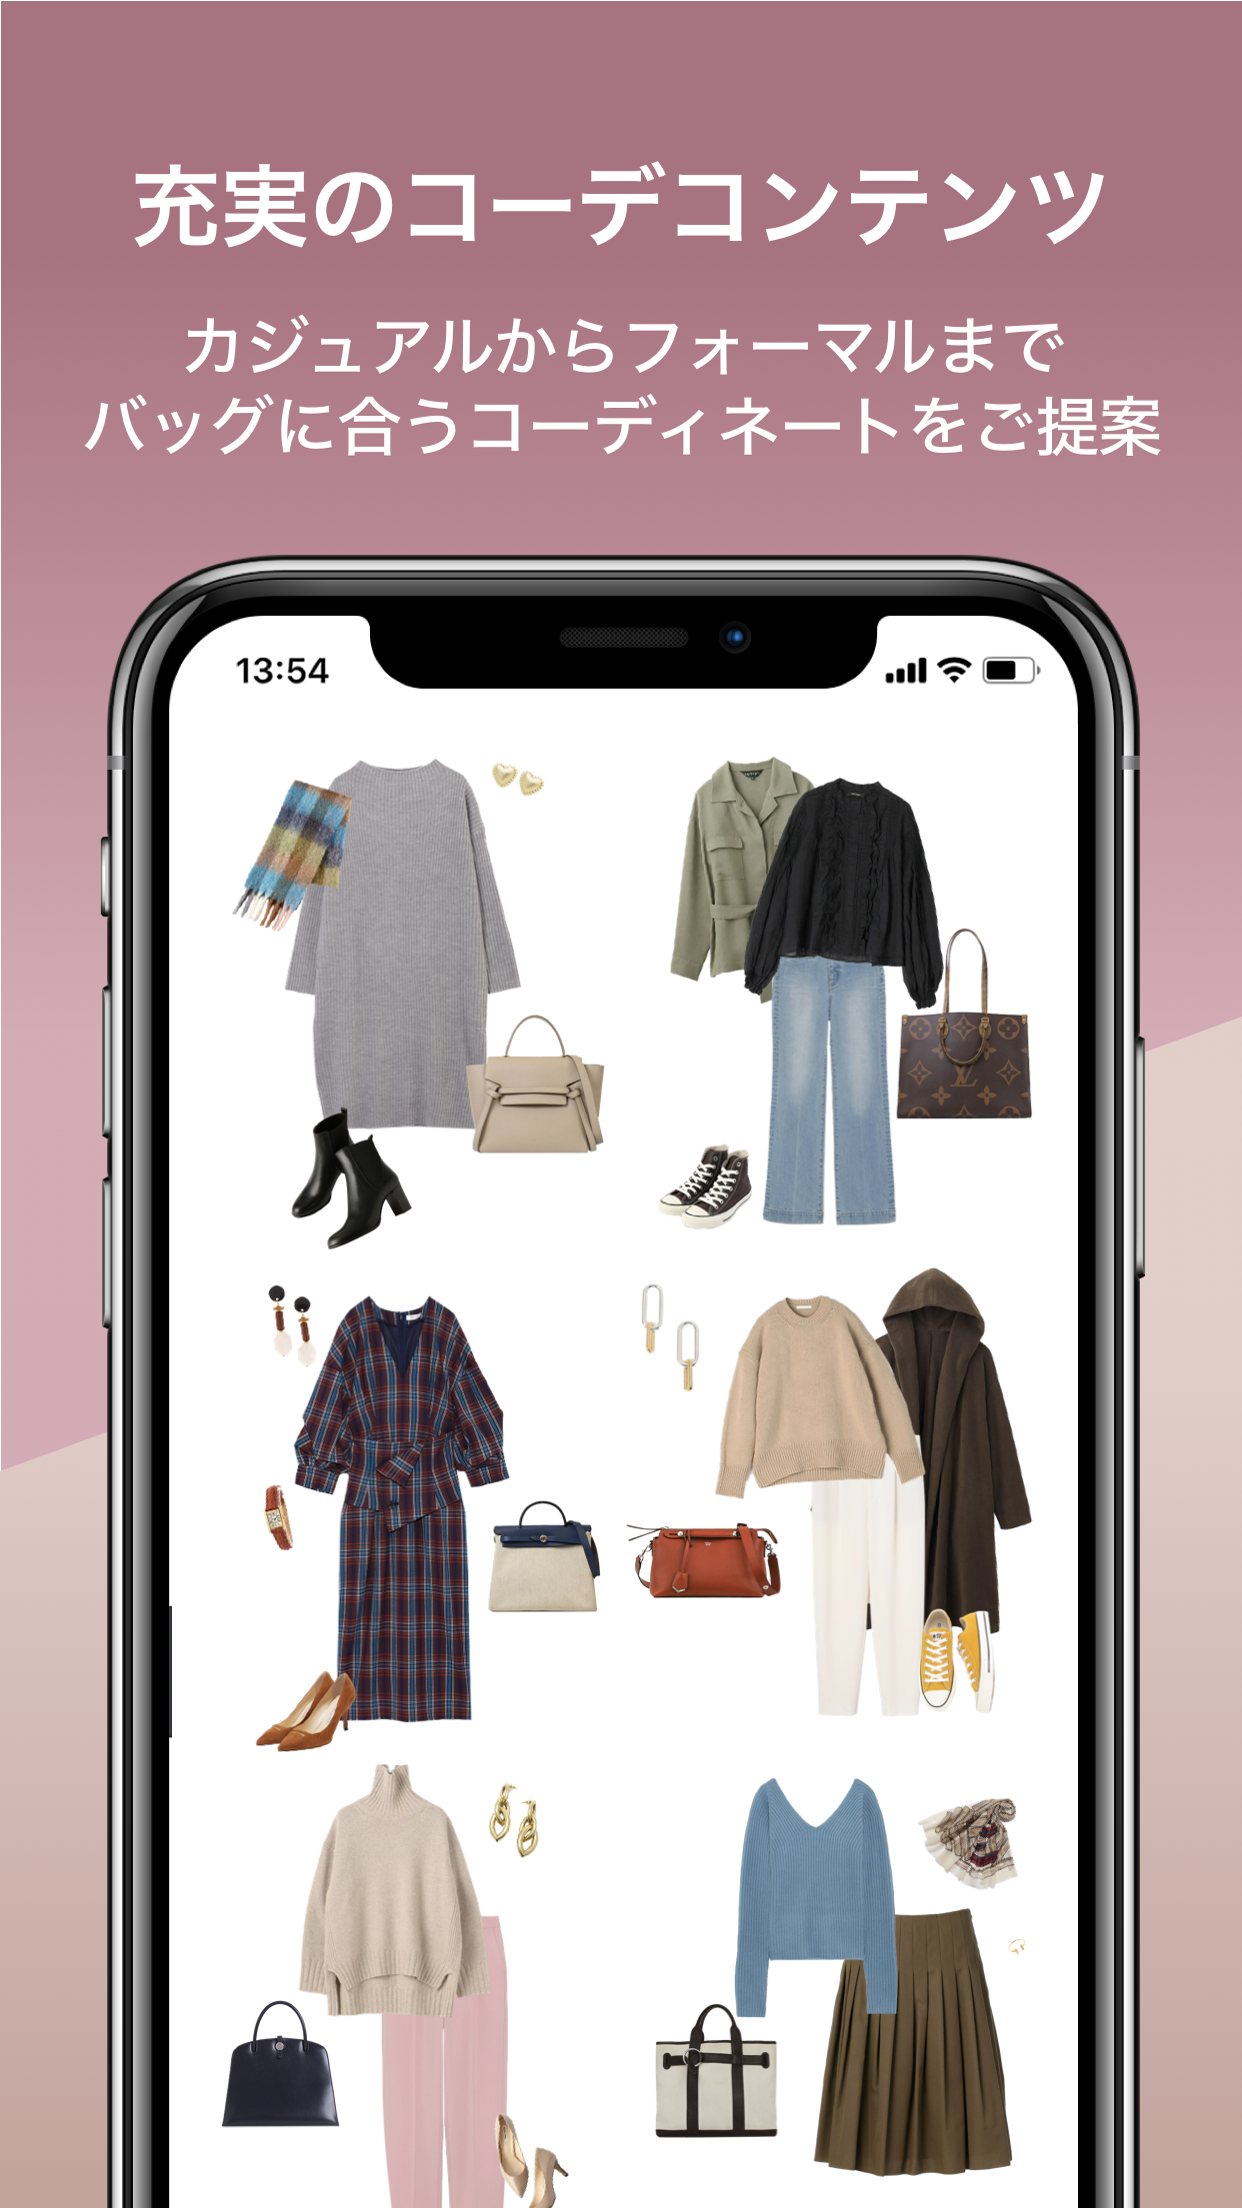 充実のコーデコンテンツ
カジュアルからフォーマルまで
バッグに合うコーディネートをご提案
13:54